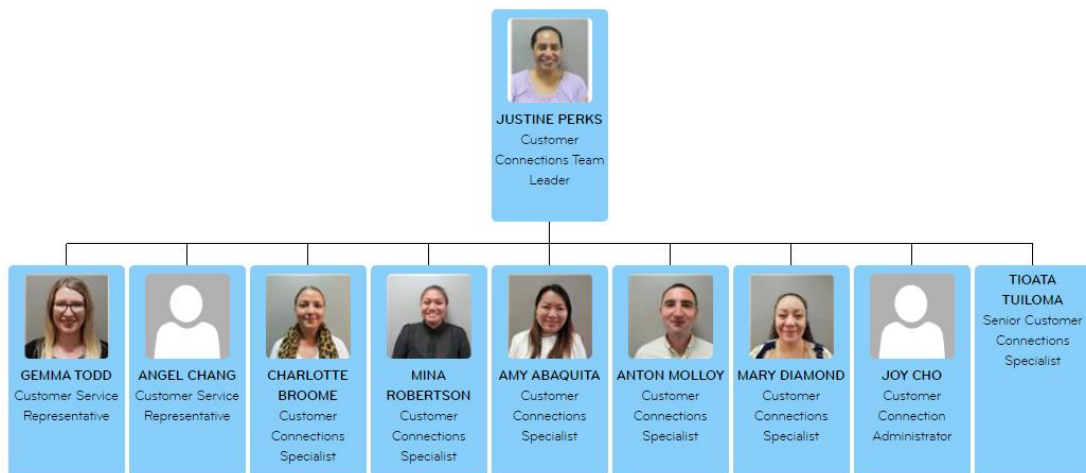 JUSTINE PERKS
Customer
Connections Team
Leader
GEMMA TODD
Customer Service
Representative
ANGEL CHANG
Customer Service
Representative
CHARLOTTE
BROOME
Customer
Connections
Specialist
MINA
ROBERTSON
Customer
Connections
Specialist
AMY ABAQUITA
Customer
Connections
Specialist
ANTON MOLLOY
Customer
Connections
Specialist
MARY DIAMOND
Customer
Connections
Specialist
JOY CHO
Customer
Connection
Administrator
TIOATA
TUILOMA
Senior Customer
Connections
Specialist